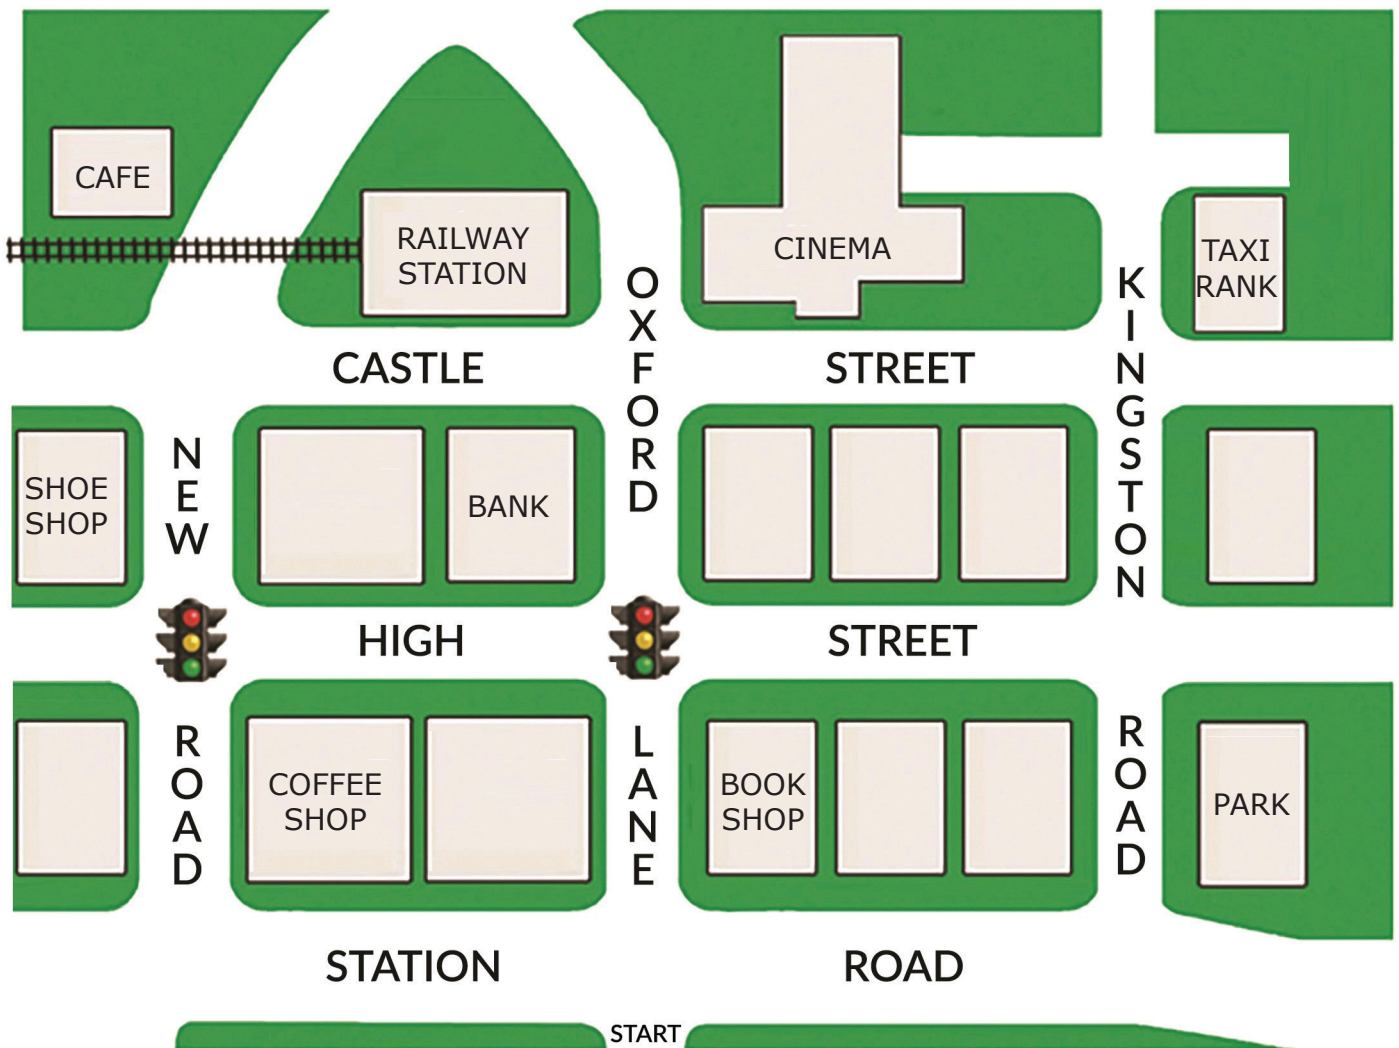 CAFE
RAILWAY
STATION
CINEMA
TAXI
RANK
OXFORD
KINGSTON
CASTLE
STREET
NEW
SHOE
SHOP
BANK
HIGH
STREET
ROAD
COFFEE
SHOP
LANE
BOOK
SHOP
ROAD
PARK
STATION
ROAD
START